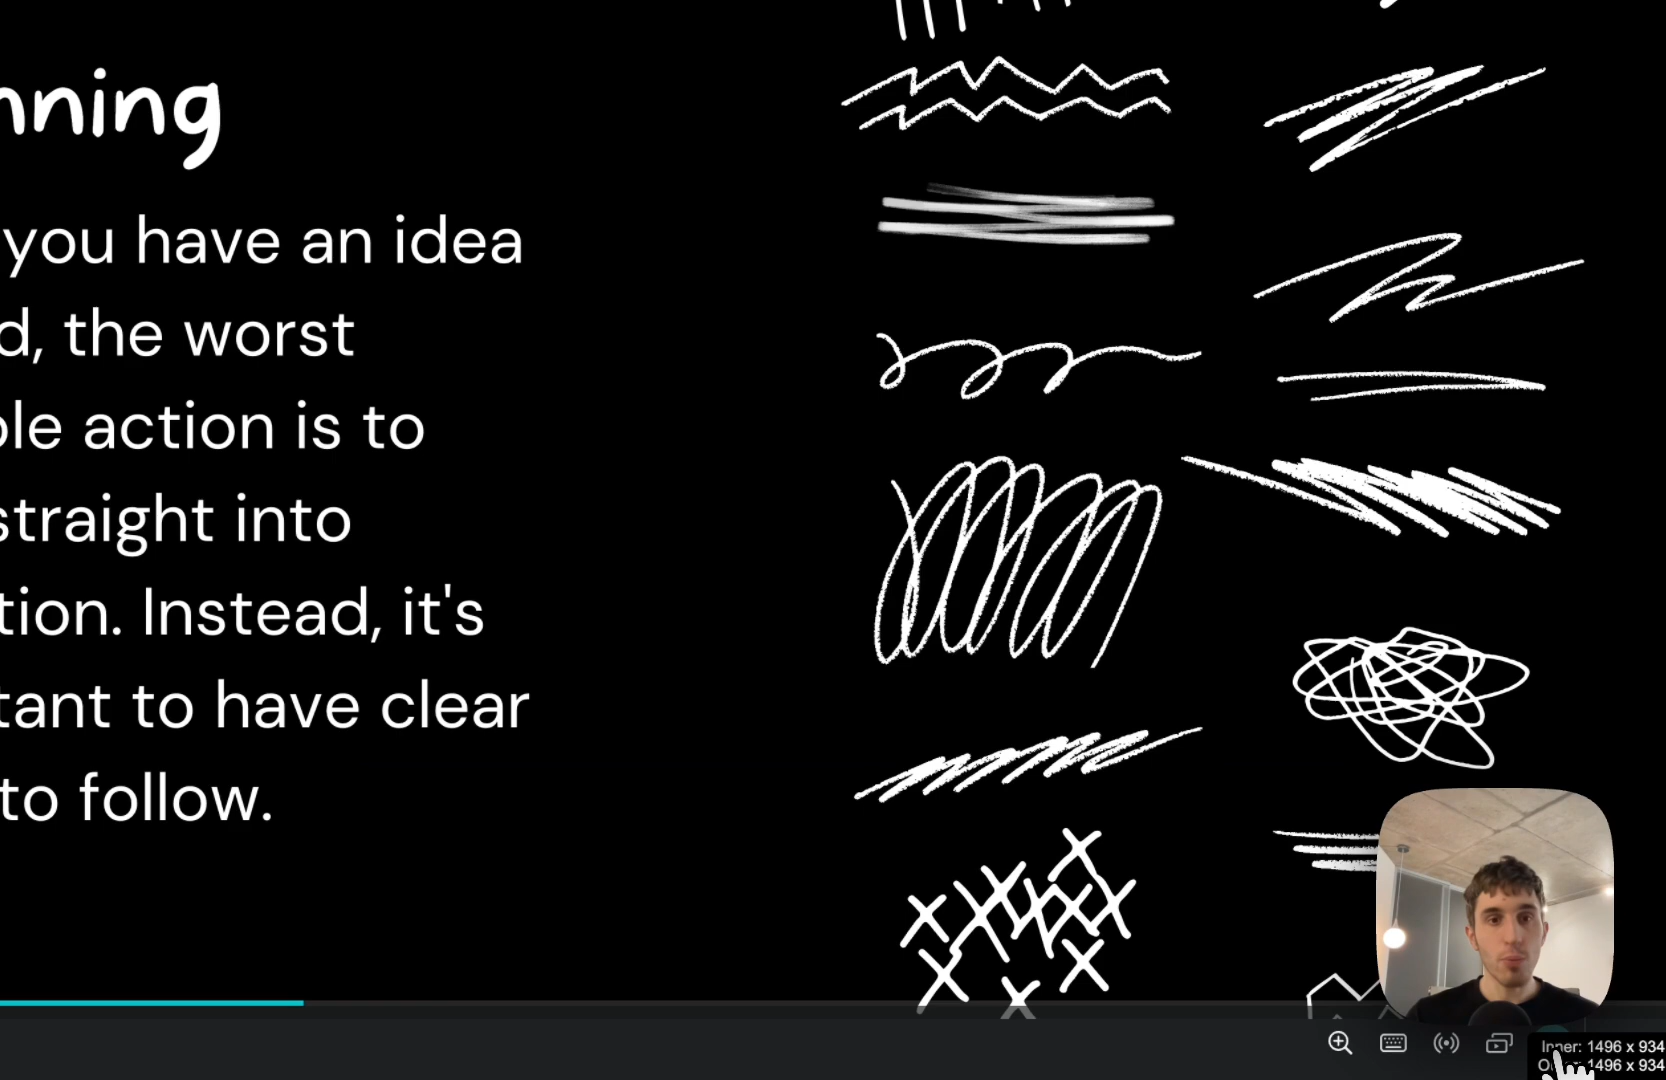 nning
you have an idea
d, the worst
ole action is to
straight into
tion. Instead, it's
tant to have clear
to follow.
Inner: 1496 x 934
1496 x 934